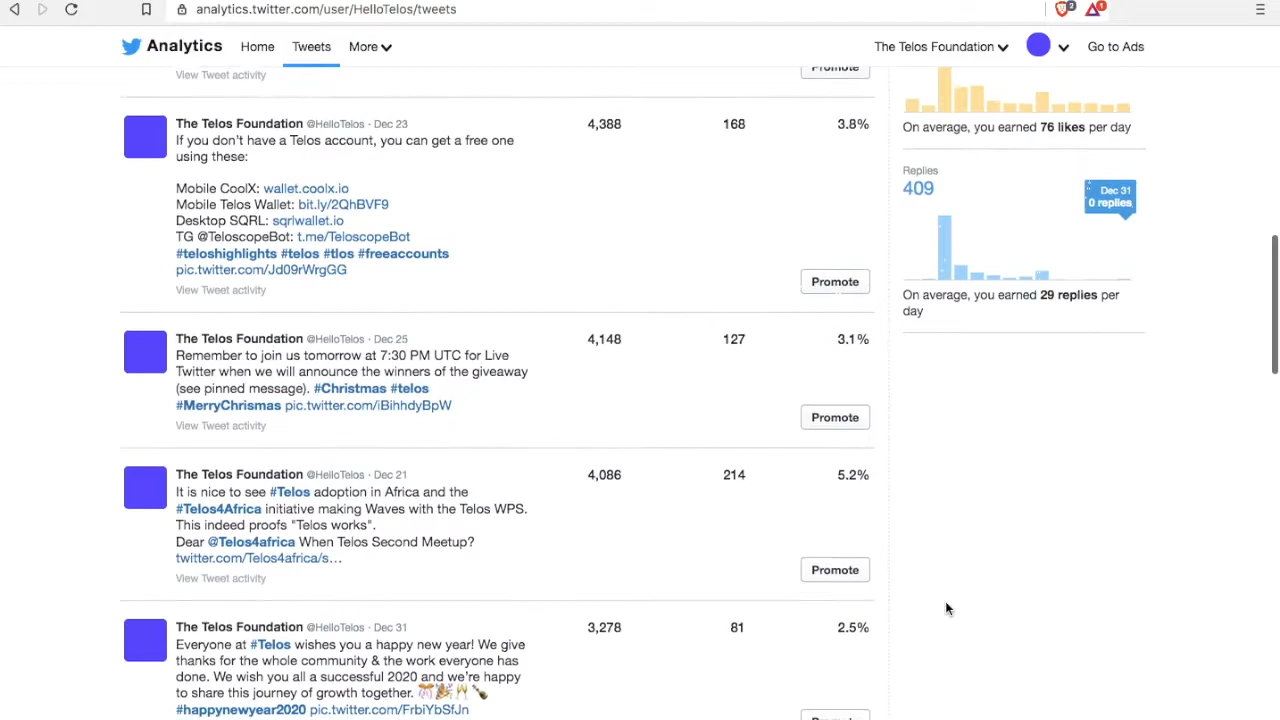 analytics.twitter.com/user/HelloTelos/tweets
2
1
Analytics
Home
Tweets
More
The Telos Foundation
Go to Ads
View Tweet activity
Promote
On average, you earned 76 likes per day
The Telos Foundation @HelloTelos · Dec 23
4,388
168
3.8%
If you don't have a Telos account, you can get a free one
using these:
Mobile CoolX: wallet.coolx.io
Mobile Telos Wallet: bit.ly/2QhBVF9
Desktop SQRL: sqrlwallet.io
TG @TeloscopeBot: t.me/TeloscopeBot
#teloshighlights #telos #tlos #freeaccounts
pic.twitter.com/Jd09rWrgGG
View Tweet activity
Promote
Replies
409
Dec 31
0 replies
On average, you earned 29 replies per
day
The Telos Foundation @HelloTelos · Dec 25
4,148
127
3.1%
Remember to join us tomorrow at 7:30 PM UTC for Live
Twitter when we will announce the winners of the giveaway
(see pinned message). #Christmas #telos
#MerryChrismas pic.twitter.com/iBihhdyBpW
View Tweet activity
Promote
The Telos Foundation @HelloTelos · Dec 21
4,086
214
5.2%
It is nice to see #Telos adoption in Africa and the
#Telos4Africa initiative making Waves with the Telos WPS.
This indeed proofs "Telos works".
Dear @Telos4africa When Telos Second Meetup?
twitter.com/Telos4africa/s…
View Tweet activity
Promote
The Telos Foundation @HelloTelos · Dec 31
3,278
81
2.5%
Everyone at #Telos wishes you a happy new year! We give
thanks for the whole community & the work everyone has
done. We wish you all a successful 2020 and we're happy
to share this journey of growth together.
#happynewyear2020 pic.twitter.com/FrbiYbSfJn
Promote